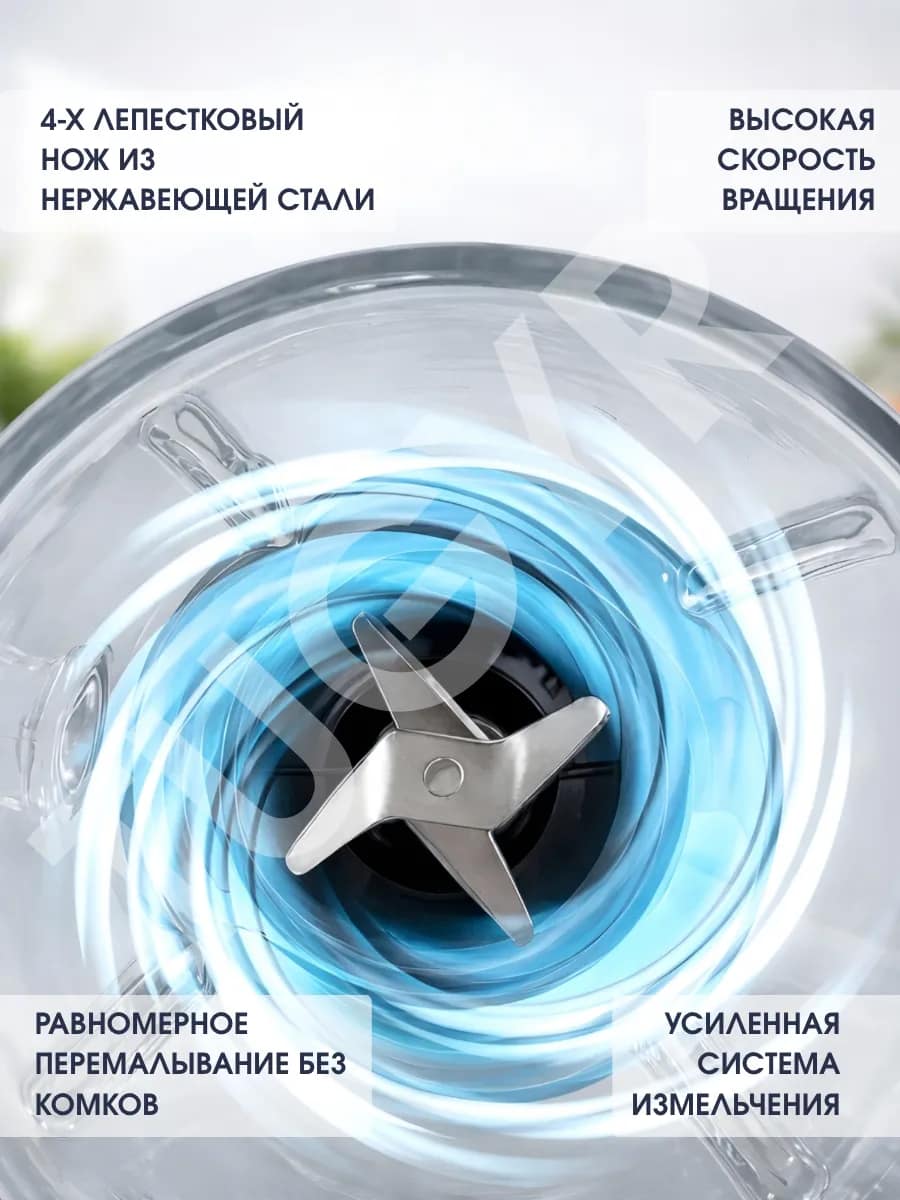 4-Х ЛЕПЕСТКОВЫЙ
НОЖ ИЗ
НЕРЖАВЕЮЩЕЙ СТАЛИ
ВЫСОКАЯ
СКОРОСТЬ
ВРАЩЕНИЯ
РАВНОМЕРНОЕ
ПЕРЕМАЛЫВАНИЕ БЕЗ
КОМКОВ
УСИЛЕННАЯ
СИСТЕМА
ИЗМЕЛЬЧЕНИЯ